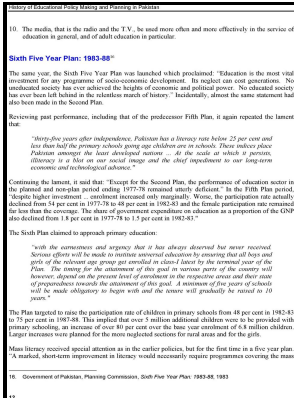 History of Educational Policy Making and Planning in Pakistan
10. The media, that is the radio and the T.V., be used more often and more effectively in the service of
education in general, and of adult education in particular.
Sixth Five Year Plan: 1983-88¹⁶
The same year, the Sixth Five Year Plan was launched which proclaimed: "Education is the most vital
investment for any programme of socio-economic development. Its neglect can cost generations. No
uneducated society has ever achieved the heights of economic and political power. No educated society
has ever been left behind in the relentless march of history." Incidentally, almost the same statement had
also been made in the Second Plan.
Reviewing past performance, including that of the predecessor Fifth Plan, it again repeated the lament
that:
"thirty-five years after independence, Pakistan has a literacy rate below 25 per cent and
less than half the primary schools going age children are in schools. These indices place
Pakistan amongst the least developed nations ... At the scale at which it persists,
illiteracy is a blot on our social image and the chief impediment to our long-term
economic and technological advance."
Continuing the lament, it said that: "Except for the Second Plan, the performance of education sector in
the planned and non-plan period ending 1977-78 remained utterly deficient." In the Fifth Plan period,
"despite higher investment ... enrolment increased only marginally. Worse, the participation rate actually
declined from 54 per cent in 1977-78 to 48 per cent in 1982-83 and the female participation rate remained
far less than the coverage. The share of government expenditure on education as a proportion of the GNP
also declined from 1.8 per cent in 1977-78 to 1.5 per cent in 1982-83."
The Sixth Plan claimed to approach primary education:
"with the earnestness and urgency that it has always deserved but never received.
Serious efforts will be made to institute universal education by ensuring that all boys and
girls of the relevant age group get enrolled in class-I latest by the terminal year of the
Plan. The timing for the attainment of this goal in various parts of the country will
however, depend on the present level of enrolment in the respective areas and their state
of preparedness towards the attainment of this goal. A minimum of five years of schools
will be made obligatory to begin with and the tenure will gradually be raised to 10
years."
The Plan targeted to raise the participation rate of children in primary schools from 48 per cent in 1982-83
to 75 per cent in 1987-88. This implied that over 5 million additional children were to be provided with
primary schooling, an increase of over 80 per cent over the base year enrolment of 6.8 million children.
Larger increases were planned for the more neglected sections for rural areas and for the girls.
Mass literacy received special attention as in the earlier policies, but for the first time in a five year plan.
"A marked, short-term improvement in literacy would necessarily require programmes covering the mass
16. Government of Pakistan, Planning Commission, Sixth Five Year Plan: 1983-88, 1983
12